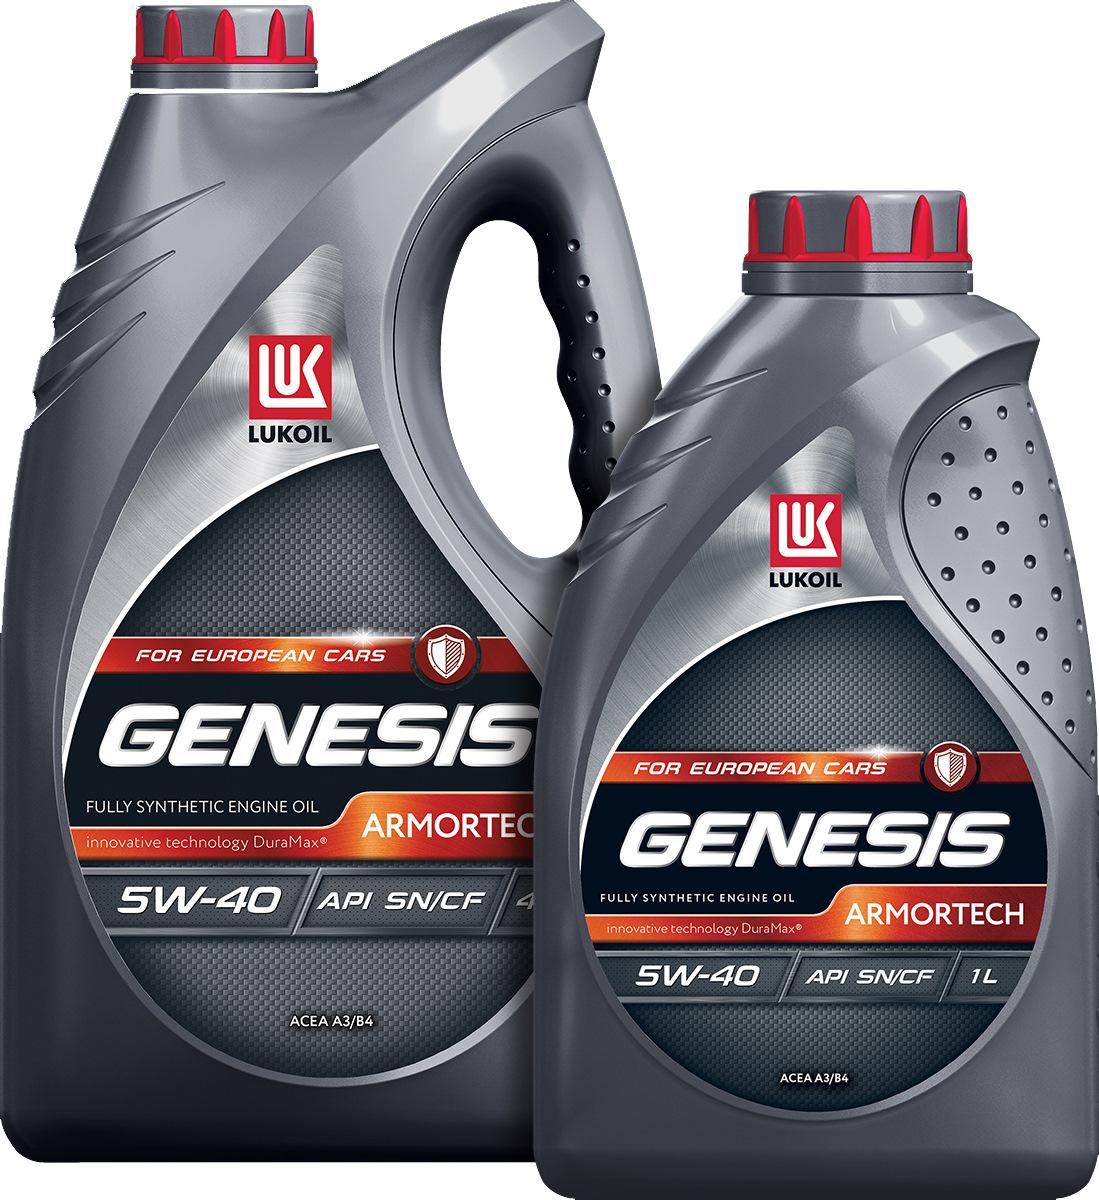 LUK
LUKOIL
FOR EUROPEAN CARS
GENESIS
FULLY SYNTHETIC ENGINE OIL
ARMORTEC
innovative technology DuraMax®
5W-40 API SN/CF 4
ACEA A3/B4
LUK
LUKOIL
FOR EUROPEAN CARS
GENESIS
FULLY SYNTHETIC ENGINE OIL
ARMORTECH
innovative technology DuraMax®
5W-40 API SN/CF 1L
ACEA A3/B4